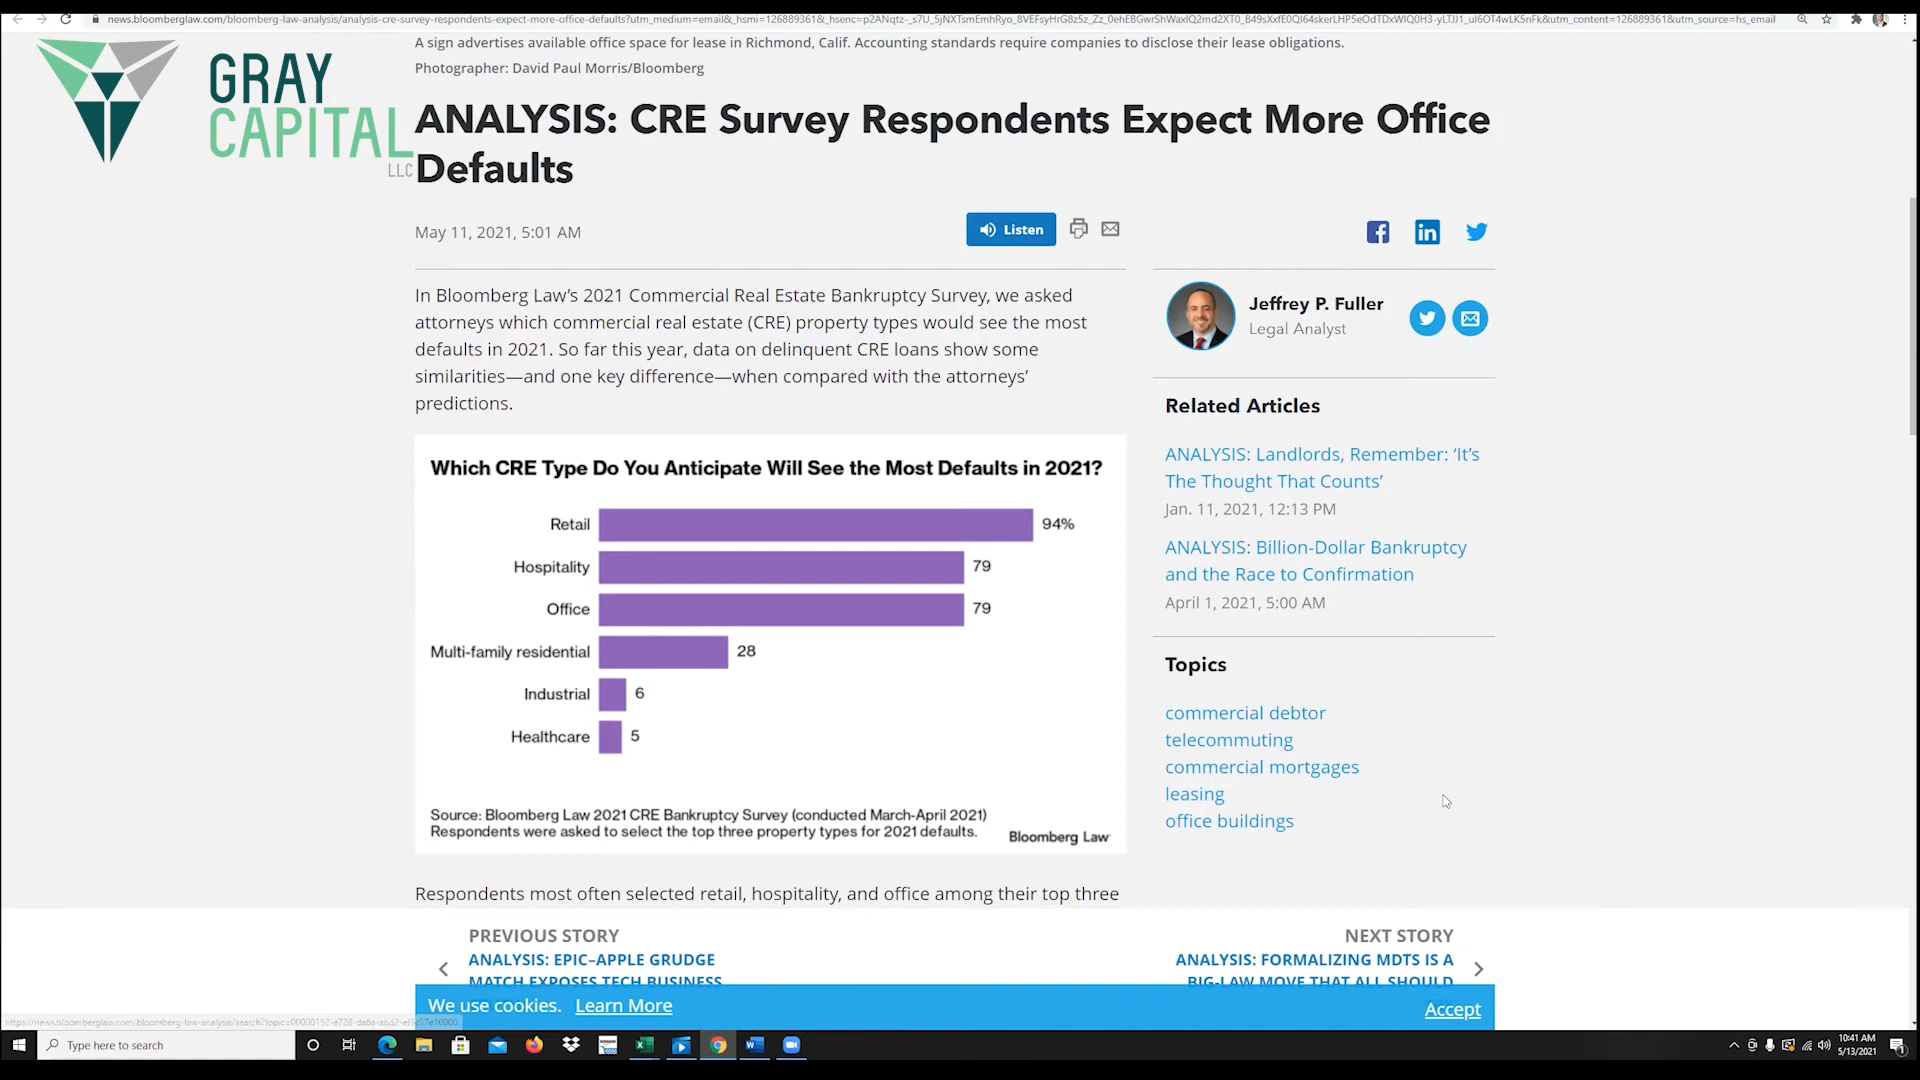 A sign advertises available office space for lease in Richmond, Calif. Accounting standards require companies to disclose their lease obligations.
Photographer: David Paul Morris/Bloomberg
GRAY
CAPITAL
LLC
ANALYSIS: CRE Survey Respondents Expect More Office
Defaults
May 11, 2021, 5:01 AM
Listen
In Bloomberg Law’s 2021 Commercial Real Estate Bankruptcy Survey, we asked
attorneys which commercial real estate (CRE) property types would see the most
defaults in 2021. So far this year, data on delinquent CRE loans show some
similarities—and one key difference—when compared with the attorneys’
predictions.
Which CRE Type Do You Anticipate Will See the Most Defaults in 2021?
Retail 94%
Hospitality 79
Office 79
Multi-family residential 28
Industrial 6
Healthcare 5
Source: Bloomberg Law 2021 CRE Bankruptcy Survey (conducted March-April 2021)
Respondents were asked to select the top three property types for 2021 defaults.
Bloomberg Law
Respondents most often selected retail, hospitality, and office among their top three
Jeffrey P. Fuller
Legal Analyst
Related Articles
ANALYSIS: Landlords, Remember: ‘It’s
The Thought That Counts’
Jan. 11, 2021, 12:13 PM
ANALYSIS: Billion-Dollar Bankruptcy
and the Race to Confirmation
April 1, 2021, 5:00 AM
Topics
commercial debtor
telecommuting
commercial mortgages
leasing
office buildings
PREVIOUS STORY
ANALYSIS: EPIC–APPLE GRUDGE
MATCH EXPOSES TECH BUSINESS
NEXT STORY
ANALYSIS: FORMALIZING MDTS IS A
BIG-LAW MOVE THAT ALL SHOULD
We use cookies. Learn More
Accept
Type here to search
10:41 AM
5/13/2021